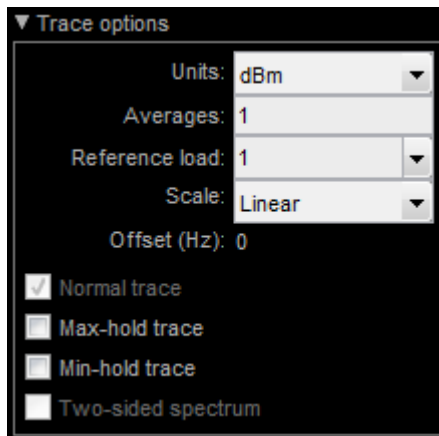 ▼ Trace options
Units: dBm
Averages: 1
Reference load: 1
Scale: Linear
Offset (Hz): 0
Normal trace
Max-hold trace
Min-hold trace
Two-sided spectrum